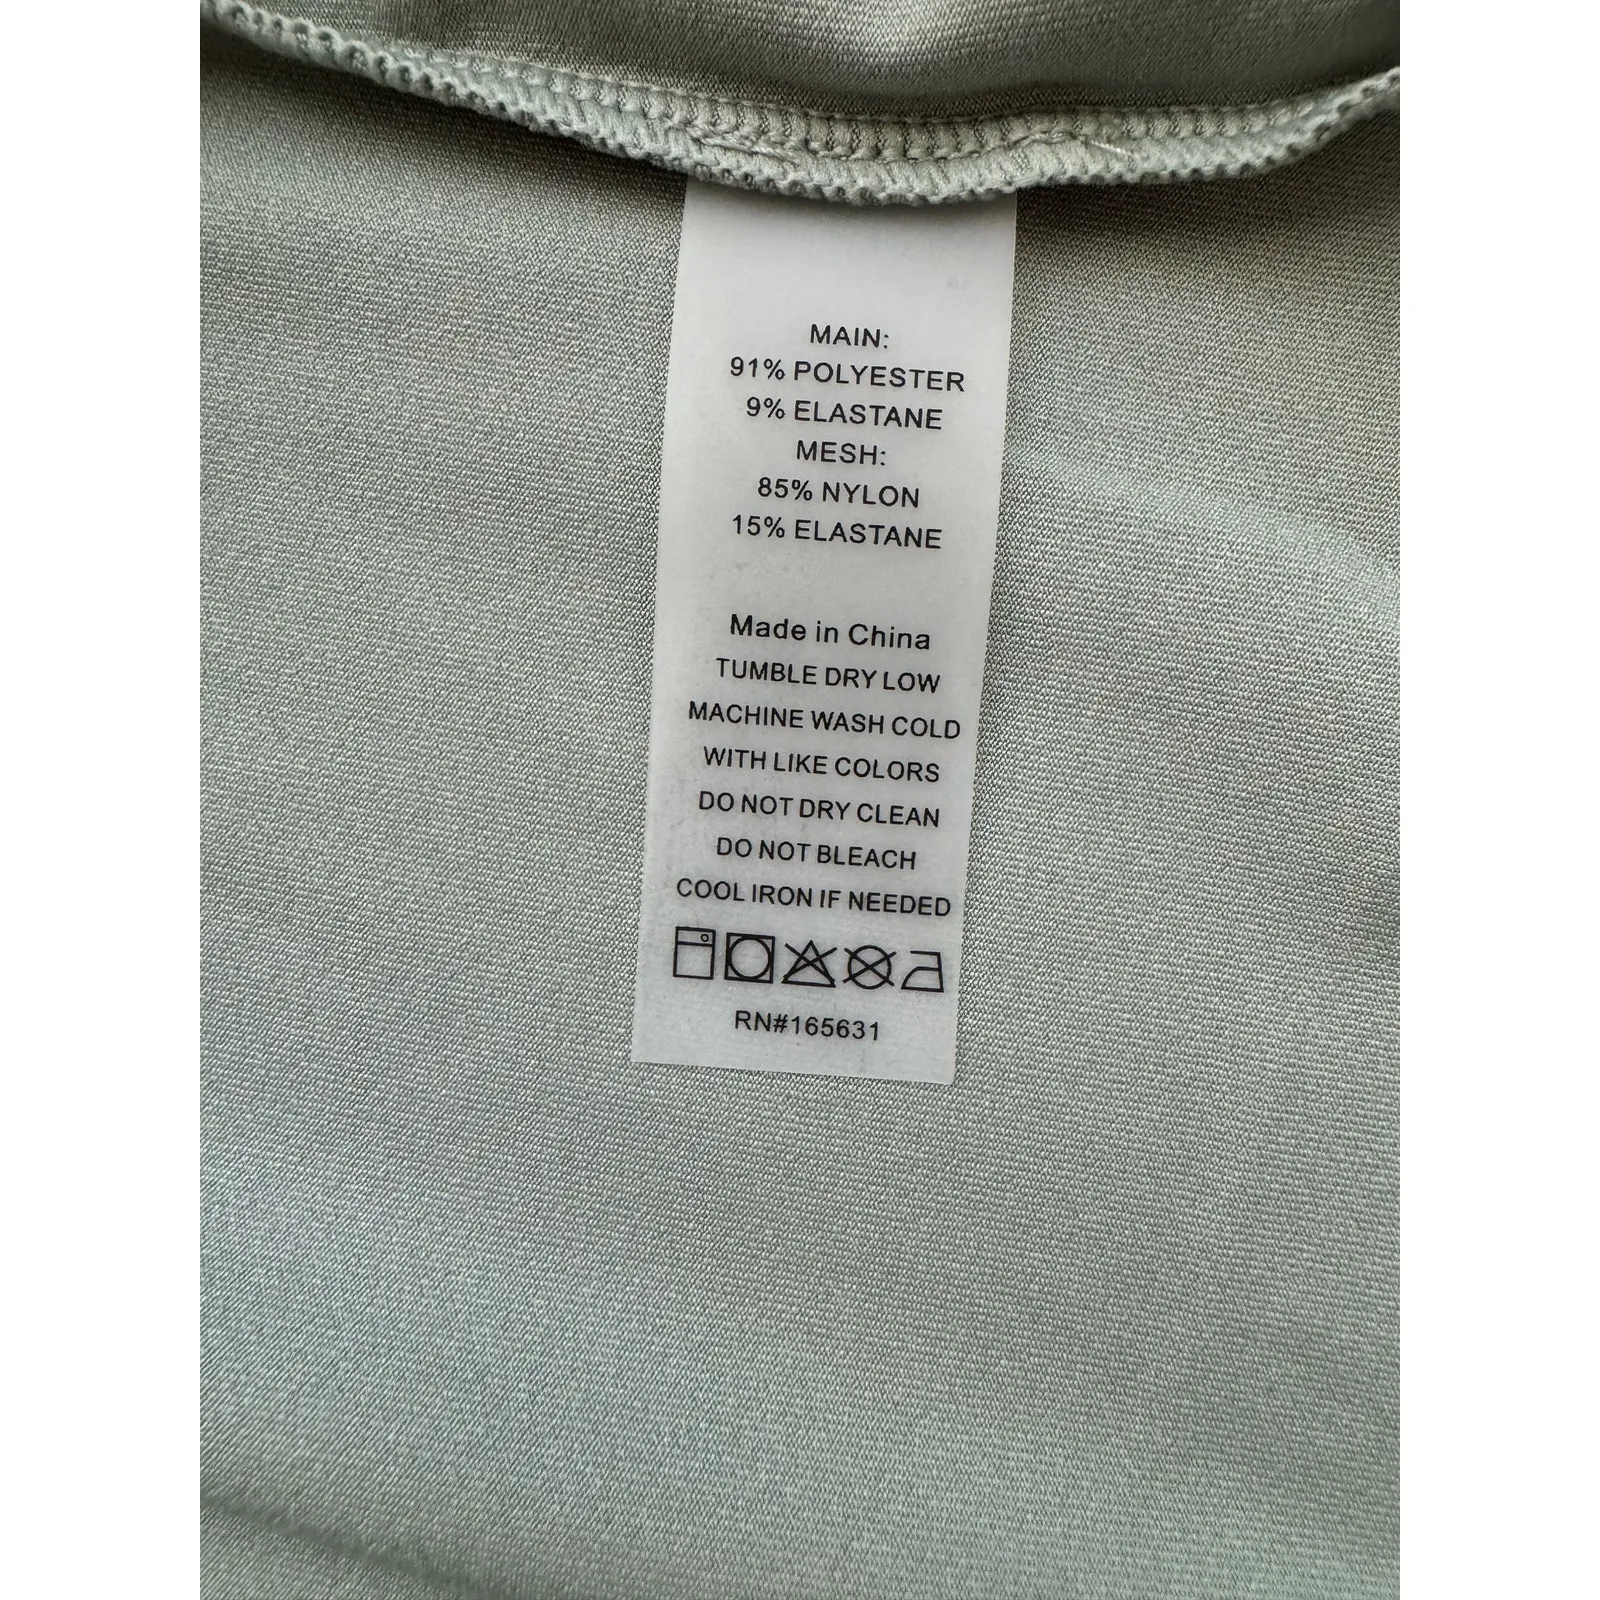 MAIN:
91% POLYESTER
9% ELASTANE
MESH:
85% NYLON
15% ELASTANE
Made in China
TUMBLE DRY LOW
MACHINE WASH COLD
WITH LIKE COLORS
DO NOT DRY CLEAN
DO NOT BLEACH
COOL IRON IF NEEDED
RN#165631